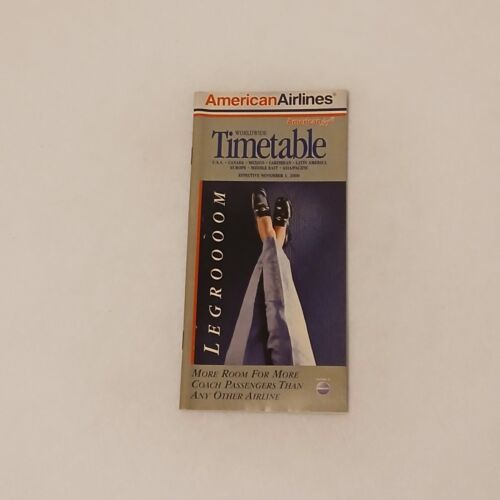 AmericanAirlines®
American
WORLDWIDE
Timetable
U.S.A. • CANADA • MEXICO • CARIBBEAN • LATIN AMERICA
EUROPE • MIDDLE EAST • ASIA/PACIFIC
EFFECTIVE NOVEMBER 1, 2000
LEGROOOOM
MORE ROOM FOR MORE
COACH PASSENGERS THAN
ANY OTHER AIRLINE